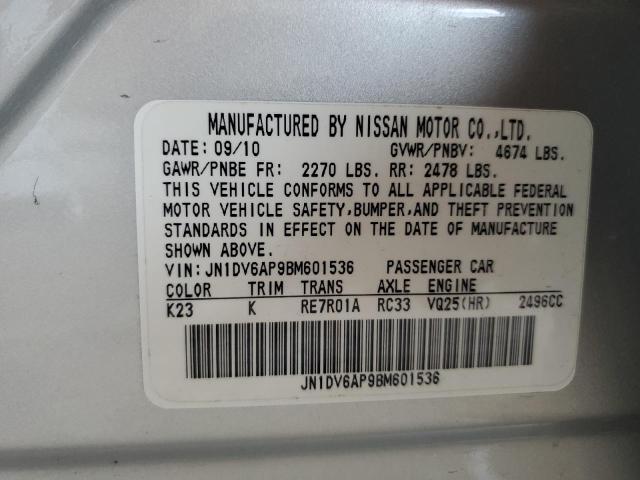 MANUFACTURED BY NISSAN MOTOR CO.,LTD.
DATE: 09/10 GVWR/PNBV: 4674 LBS.
GAWR/PNBE FR: 2270 LBS. RR: 2478 LBS.
THIS VEHICLE CONFORMS TO ALL APPLICABLE FEDERAL
MOTOR VEHICLE SAFETY,BUMPER,AND THEFT PREVENTION
STANDARDS IN EFFECT ON THE DATE OF MANUFACTURE
SHOWN ABOVE.
VIN: JN1DV6AP9BM601536 PASSENGER CAR
COLOR TRIM TRANS AXLE ENGINE
K23 K RE7R01A RC33 VQ25(HR) 2496CC
JN1DV6AP9BM601536